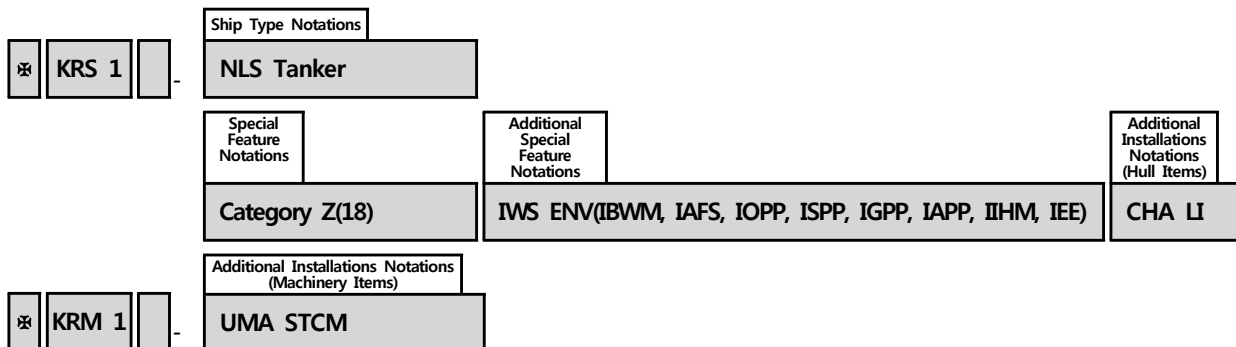 Ship Type Notations
✠ KRS 1 - NLS Tanker
Special
Feature
Notations
Additional
Special
Feature
Notations
Additional
Installations
Notations
(Hull Items)
Category Z(18) IWS ENV(IBWM, IAFS, IOPP, ISPP, IGPP, IAPP, IIHM, IEE) CHA LI
Additional Installations Notations
(Machinery Items)
✠ KRM 1 - UMA STCM